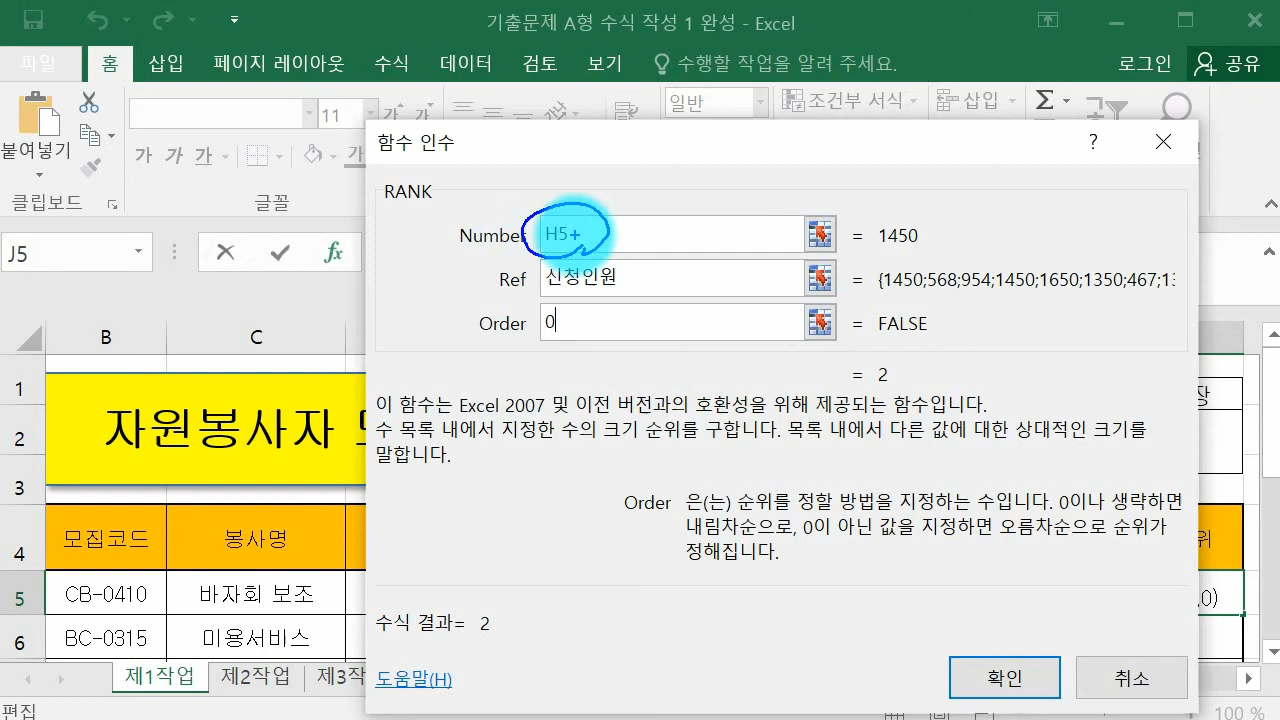 기출문제 A형 수식 작성 1 완성 - Excel
파일 홈 삽입 페이지 레이아웃 수식 데이터 검토 보기 수행할 작업을 알려 주세요. 로그인 공유
붙여넣기
11
가 가 가
일반
조건부 서식
삽입
클립보드
글꼴
J5
fx
함수 인수
RANK
Number H5+ = 1450
Ref 신청인원 = {1450;568;954;1450;1650;1350;467;13
Order 0 = FALSE
= 2
이 함수는 Excel 2007 및 이전 버전과의 호환성을 위해 제공되는 함수입니다.
수 목록 내에서 지정한 수의 크기 순위를 구합니다. 목록 내에서 다른 값에 대한 상대적인 크기를
말합니다.
Order 은(는) 순위를 정할 방법을 지정하는 수입니다. 0이나 생략하면
내림차순으로, 0이 아닌 값을 지정하면 오름차순으로 순위가
정해집니다.
수식 결과= 2
도움말(H)
확인 취소
B C
1 장
2 자원봉사자
3
4 모집코드 봉사명 위
5 CB-0410 바자회 보조 ,0)
6 BC-0315 미용서비스
제1작업 제2작업 제3작
편집
100 %